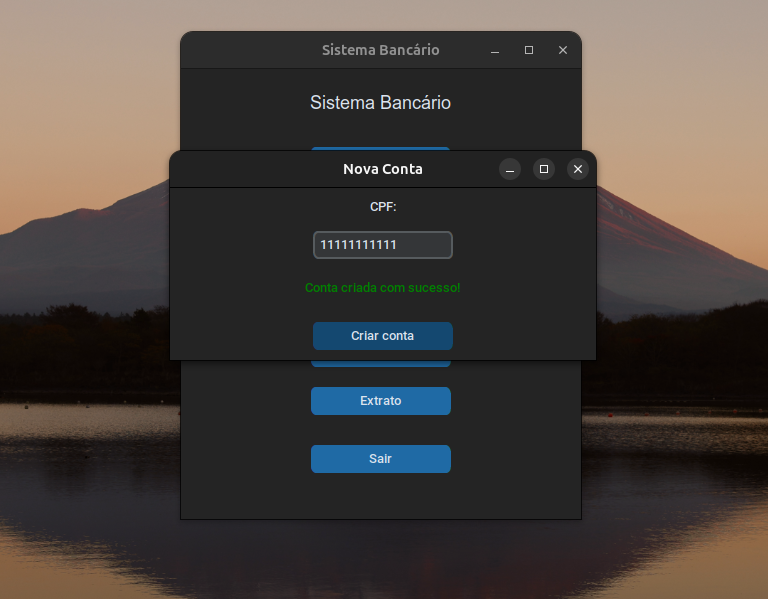 Sistema Bancário
Sistema Bancário
Nova Conta
CPF:
11111111111
Conta criada com sucesso!
Criar conta
Extrato
Sair